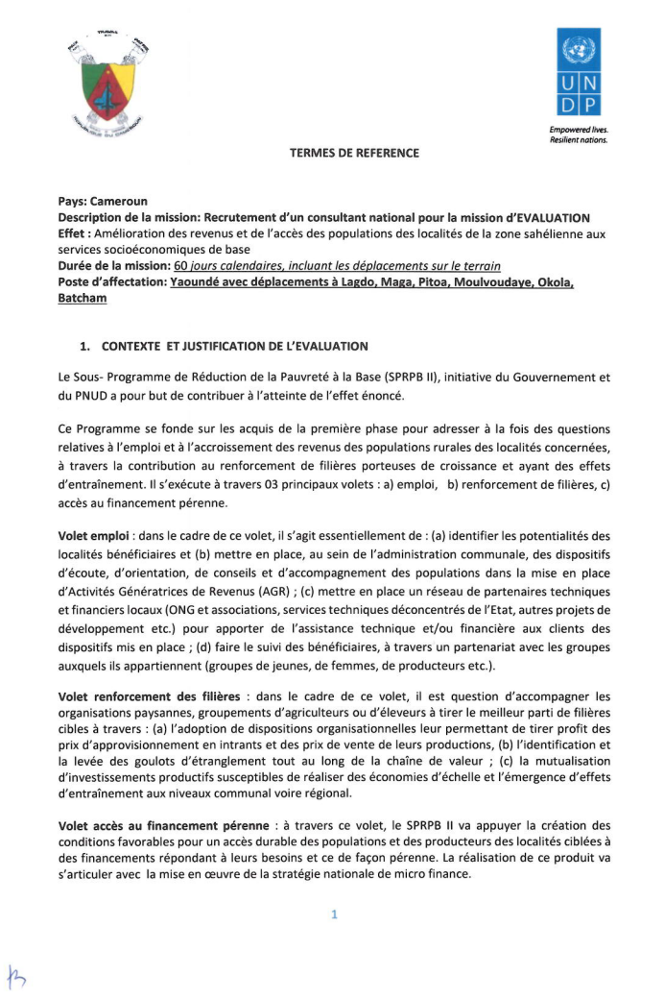 UN
DP
Empowered lives.
Resilient nations.
TERMES DE REFERENCE
Pays: Cameroun
Description de la mission: Recrutement d'un consultant national pour la mission d'EVALUATION
Effet : Amélioration des revenus et de l'accès des populations des localités de la zone sahélienne aux
services socioéconomiques de base
Durée de la mission: 60 jours calendaires, incluant les déplacements sur le terrain
Poste d'affectation: Yaoundé avec déplacements à Lagdo, Maga, Pitoa, Moulvoudaye, Okola,
Batcham
1. CONTEXTE ET JUSTIFICATION DE L'EVALUATION
Le Sous- Programme de Réduction de la Pauvreté à la Base (SPRPB II), initiative du Gouvernement et
du PNUD a pour but de contribuer à l'atteinte de l'effet énoncé.
Ce Programme se fonde sur les acquis de la première phase pour adresser à la fois des questions
relatives à l'emploi et à l'accroissement des revenus des populations rurales des localités concernées,
à travers la contribution au renforcement de filières porteuses de croissance et ayant des effets
d'entraînement. Il s'exécute à travers 03 principaux volets : a) emploi, b) renforcement de filières, c)
accès au financement pérenne.
Volet emploi : dans le cadre de ce volet, il s'agit essentiellement de : (a) identifier les potentialités des
localités bénéficiaires et (b) mettre en place, au sein de l'administration communale, des dispositifs
d'écoute, d'orientation, de conseils et d'accompagnement des populations dans la mise en place
d'Activités Génératrices de Revenus (AGR) ; (c) mettre en place un réseau de partenaires techniques
et financiers locaux (ONG et associations, services techniques déconcentrés de l'Etat, autres projets de
développement etc.) pour apporter de l'assistance technique et/ou financière aux clients des
dispositifs mis en place ; (d) faire le suivi des bénéficiaires, à travers un partenariat avec les groupes
auxquels ils appartiennent (groupes de jeunes, de femmes, de producteurs etc.).
Volet renforcement des filières : dans le cadre de ce volet, il est question d'accompagner les
organisations paysannes, groupements d'agriculteurs ou d'éleveurs à tirer le meilleur parti de filières
cibles à travers : (a) l'adoption de dispositions organisationnelles leur permettant de tirer profit des
prix d'approvisionnement en intrants et des prix de vente de leurs productions, (b) l'identification et
la levée des goulots d'étranglement tout au long de la chaîne de valeur ; (c) la mutualisation
d'investissements productifs susceptibles de réaliser des économies d'échelle et l'émergence d'effets
d'entraînement aux niveaux communal voire régional.
Volet accès au financement pérenne : à travers ce volet, le SPRPB II va appuyer la création des
conditions favorables pour un accès durable des populations et des producteurs des localités ciblées à
des financements répondant à leurs besoins et ce de façon pérenne. La réalisation de ce produit va
s'articuler avec la mise en œuvre de la stratégie nationale de micro finance.
1